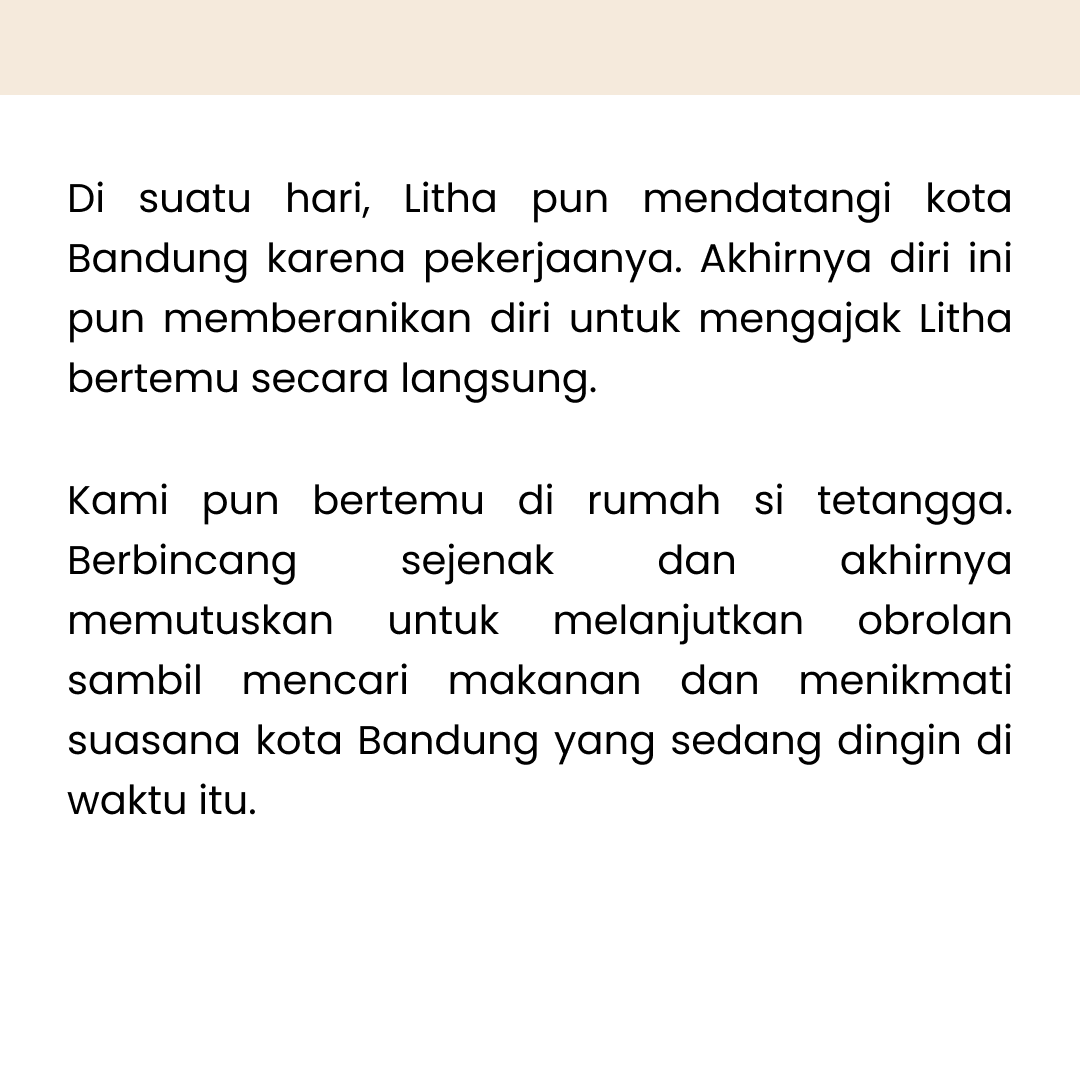 Di suatu hari, Litha pun mendatangi kota
Bandung karena pekerjaanya. Akhirnya diri ini
pun memberanikan diri untuk mengajak Litha
bertemu secara langsung.
Kami pun bertemu di rumah si tetangga.
Berbincang sejenak dan akhirnya
memutuskan untuk melanjutkan obrolan
sambil mencari makanan dan menikmati
suasana kota Bandung yang sedang dingin di
waktu itu.